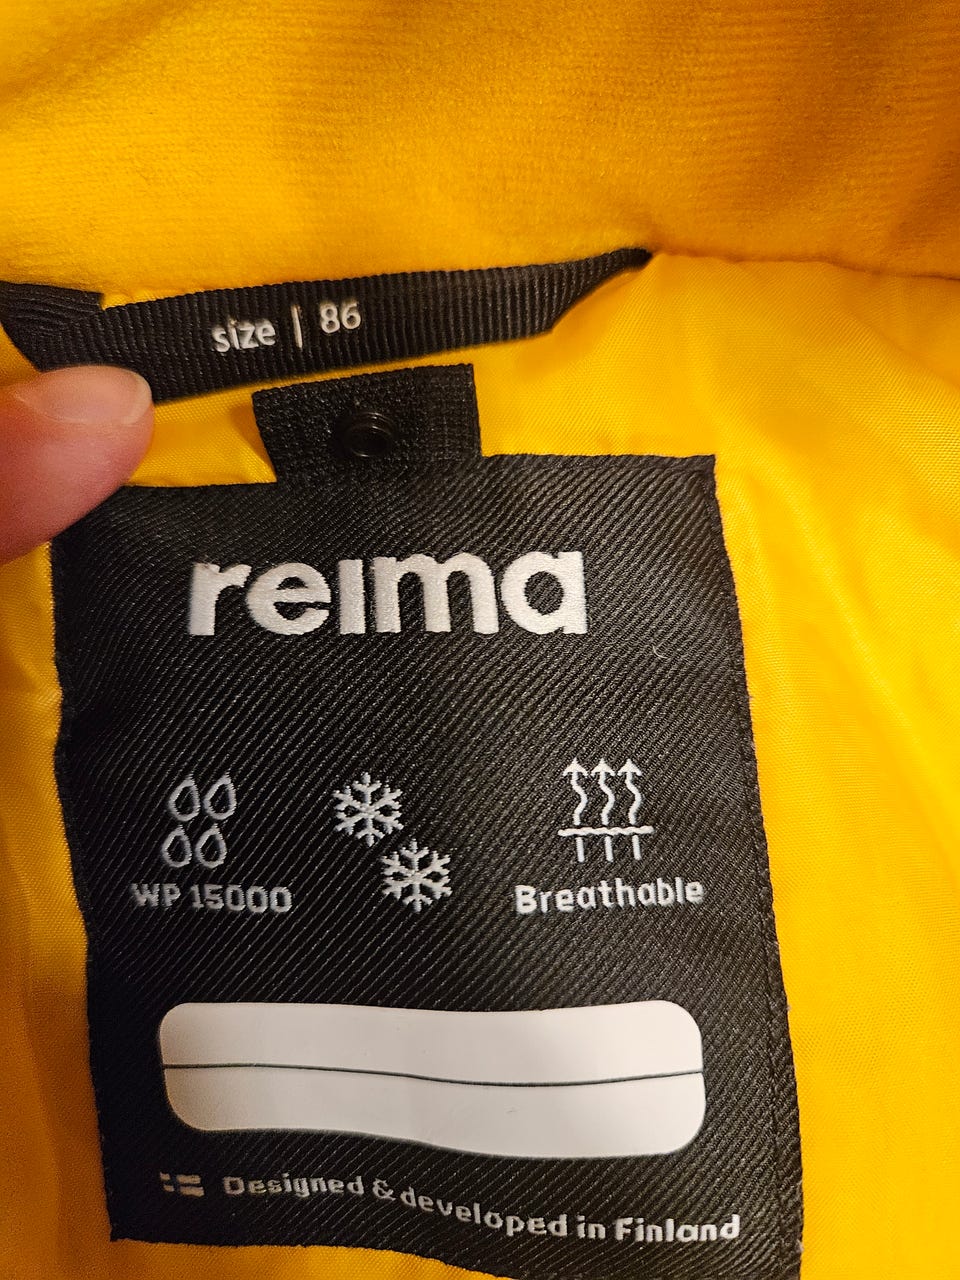 size | 86
reima
WP 15000
Breathable
Designed & developed in Finland